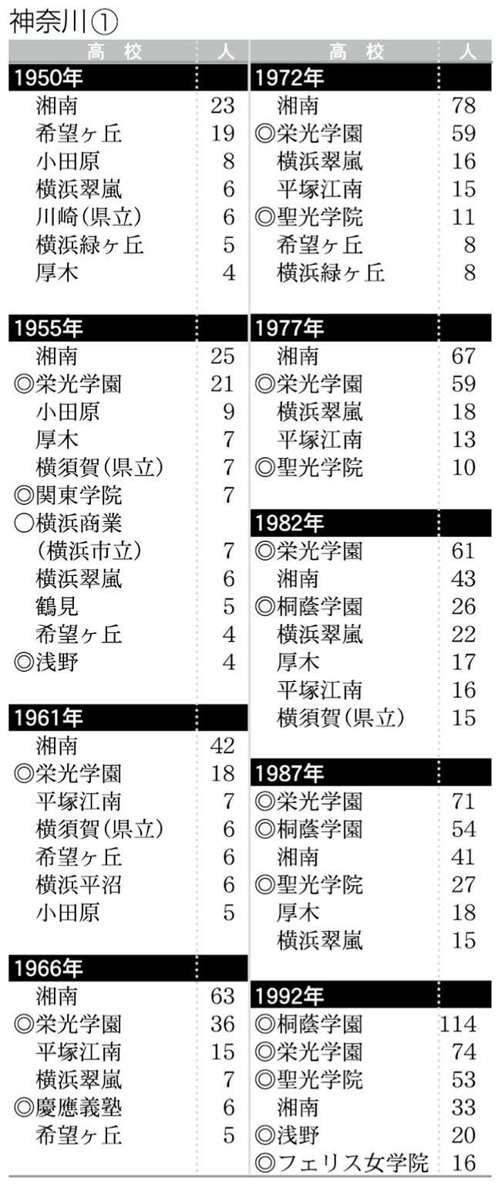 神奈川①
高 校 人
1950年
湘南 23
希望ヶ丘 19
小田原 8
横浜翠嵐 6
川崎(県立) 6
横浜緑ヶ丘 5
厚木 4
1955年
湘南 25
◎栄光学園 21
小田原 9
厚木 7
横須賀(県立) 7
◎関東学院 7
○横浜商業
(横浜市立) 7
横浜翠嵐 6
鶴見 5
希望ヶ丘 4
◎浅野 4
1961年
湘南 42
◎栄光学園 18
平塚江南 7
横須賀(県立) 6
希望ヶ丘 6
横浜平沼 6
小田原 5
1966年
湘南 63
◎栄光学園 36
平塚江南 15
横浜翠嵐 7
◎慶應義塾 6
希望ヶ丘 5
高 校 人
1972年
湘南 78
◎栄光学園 59
横浜翠嵐 16
平塚江南 15
◎聖光学院 11
希望ヶ丘 8
横浜緑ヶ丘 8
1977年
湘南 67
◎栄光学園 59
横浜翠嵐 18
平塚江南 13
◎聖光学院 10
1982年
◎栄光学園 61
湘南 43
◎桐蔭学園 26
横浜翠嵐 22
厚木 17
平塚江南 16
横須賀(県立) 15
1987年
◎栄光学園 71
◎桐蔭学園 54
湘南 41
◎聖光学院 27
厚木 18
横浜翠嵐 15
1992年
◎桐蔭学園 114
◎栄光学園 74
◎聖光学院 53
湘南 33
◎浅野 20
◎フェリス女学院 16